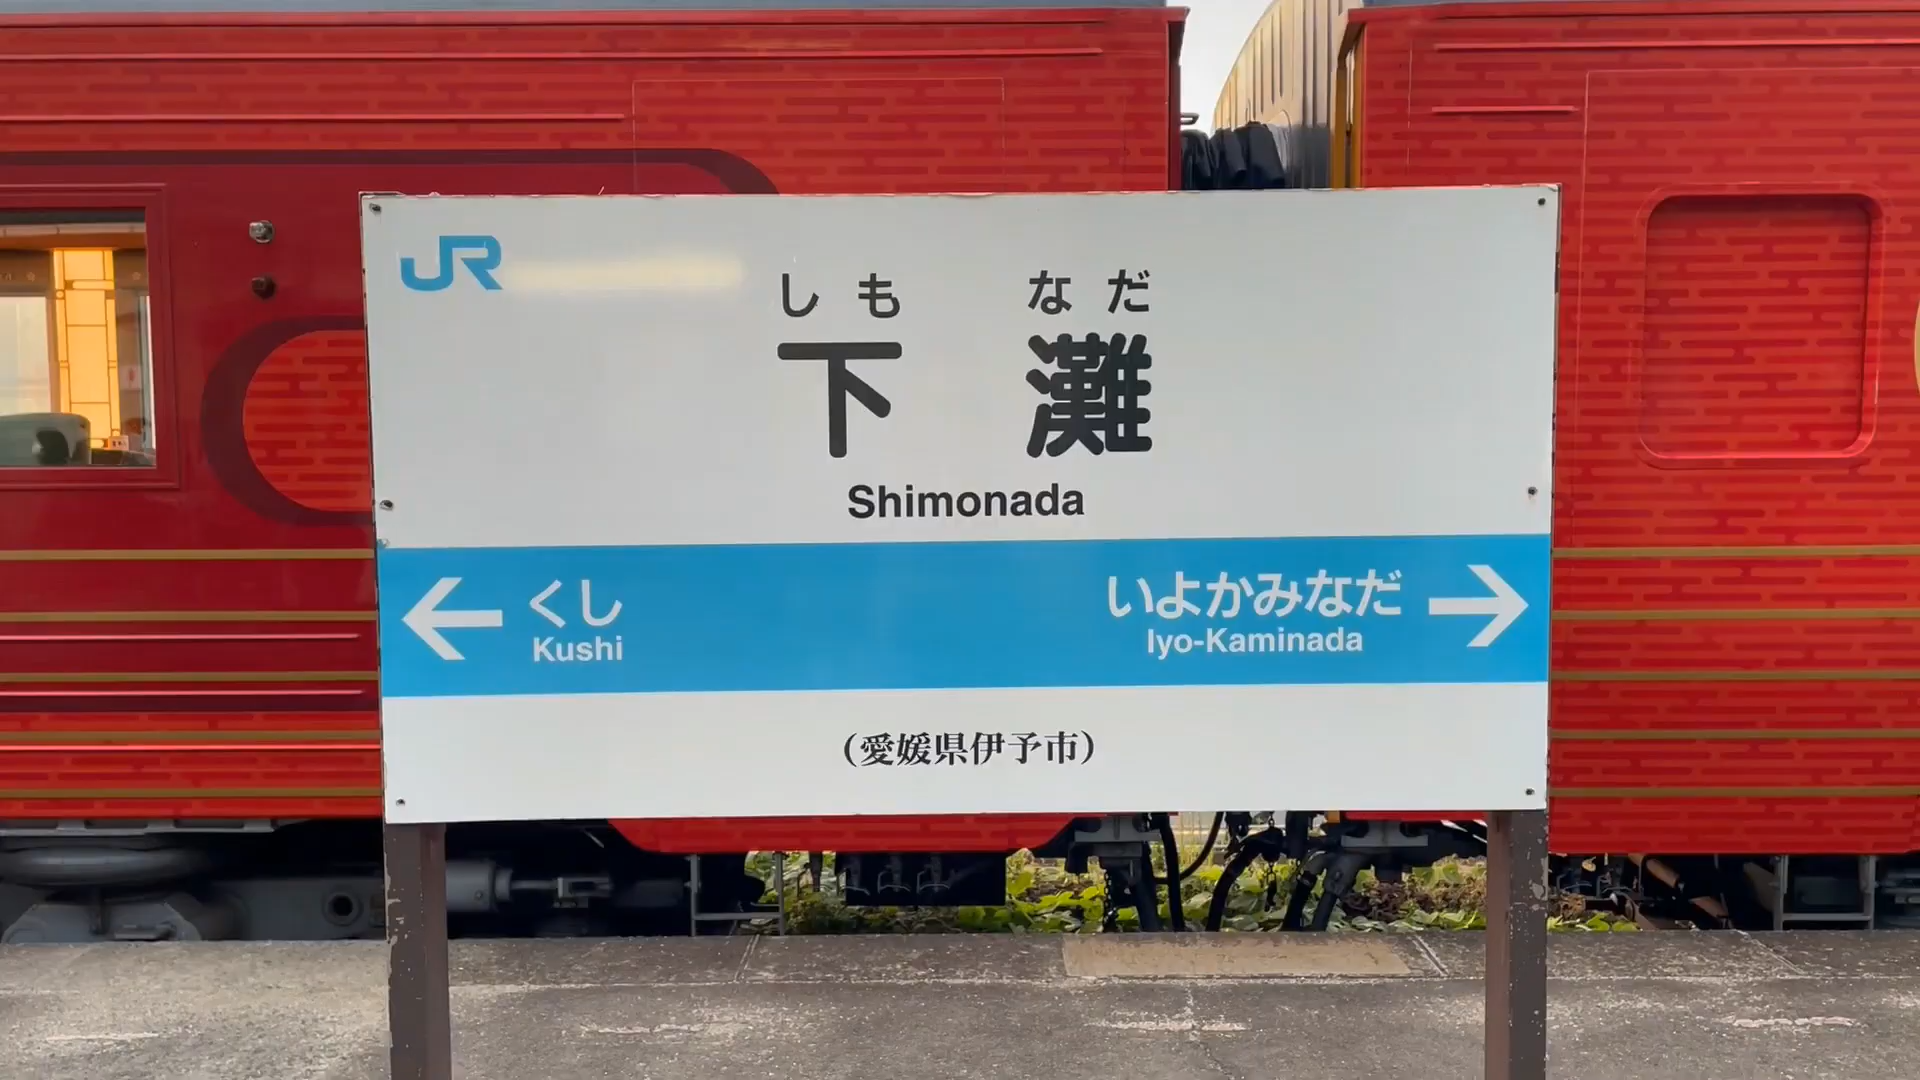 JR
しも なだ
下 灘
Shimonada
くし
Kushi
いよかみなだ
Iyo-Kaminada
(愛媛県伊予市)